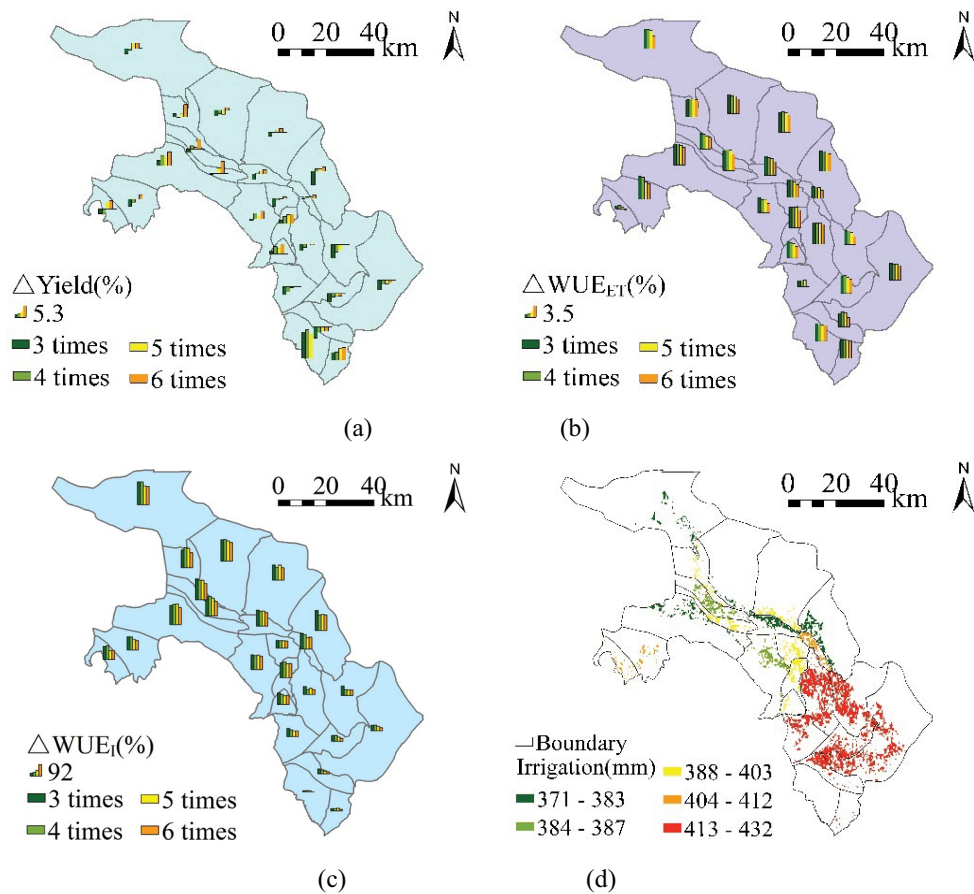 N
0 20 40
km
△Yield(%)
5.3
3 times 5 times
4 times 6 times
(a)
N
0 20 40
km
△WUE_ET(%)
3.5
3 times 5 times
4 times 6 times
(b)
N
0 20 40
km
△WUE_I(%)
92
3 times 5 times
4 times 6 times
(c)
N
0 20 40
km
Boundary
Irrigation(mm)
371 - 383
384 - 387
388 - 403
404 - 412
413 - 432
(d)